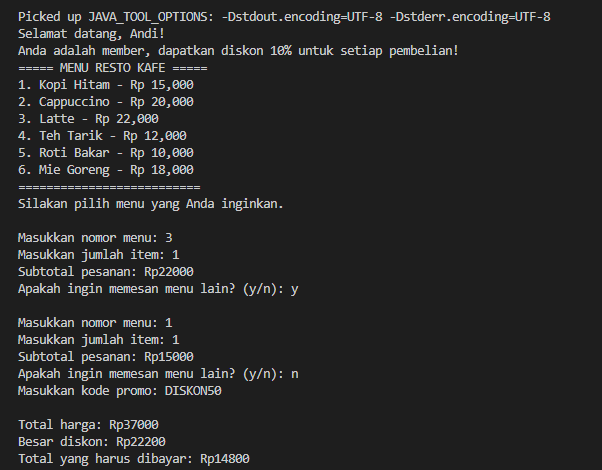 Picked up JAVA_TOOL_OPTIONS: -Dstdout.encoding=UTF-8 -Dstderr.encoding=UTF-8
Selamat datang, Andi!
Anda adalah member, dapatkan diskon 10% untuk setiap pembelian!
===== MENU RESTO KAFE =====
1. Kopi Hitam - Rp 15,000
2. Cappuccino - Rp 20,000
3. Latte - Rp 22,000
4. Teh Tarik - Rp 12,000
5. Roti Bakar - Rp 10,000
6. Mie Goreng - Rp 18,000
==========================
Silakan pilih menu yang Anda inginkan.
Masukkan nomor menu: 3
Masukkan jumlah item: 1
Subtotal pesanan: Rp22000
Apakah ingin memesan menu lain? (y/n): y
Masukkan nomor menu: 1
Masukkan jumlah item: 1
Subtotal pesanan: Rp15000
Apakah ingin memesan menu lain? (y/n): n
Masukkan kode promo: DISKON50
Total harga: Rp37000
Besar diskon: Rp22200
Total yang harus dibayar: Rp14800